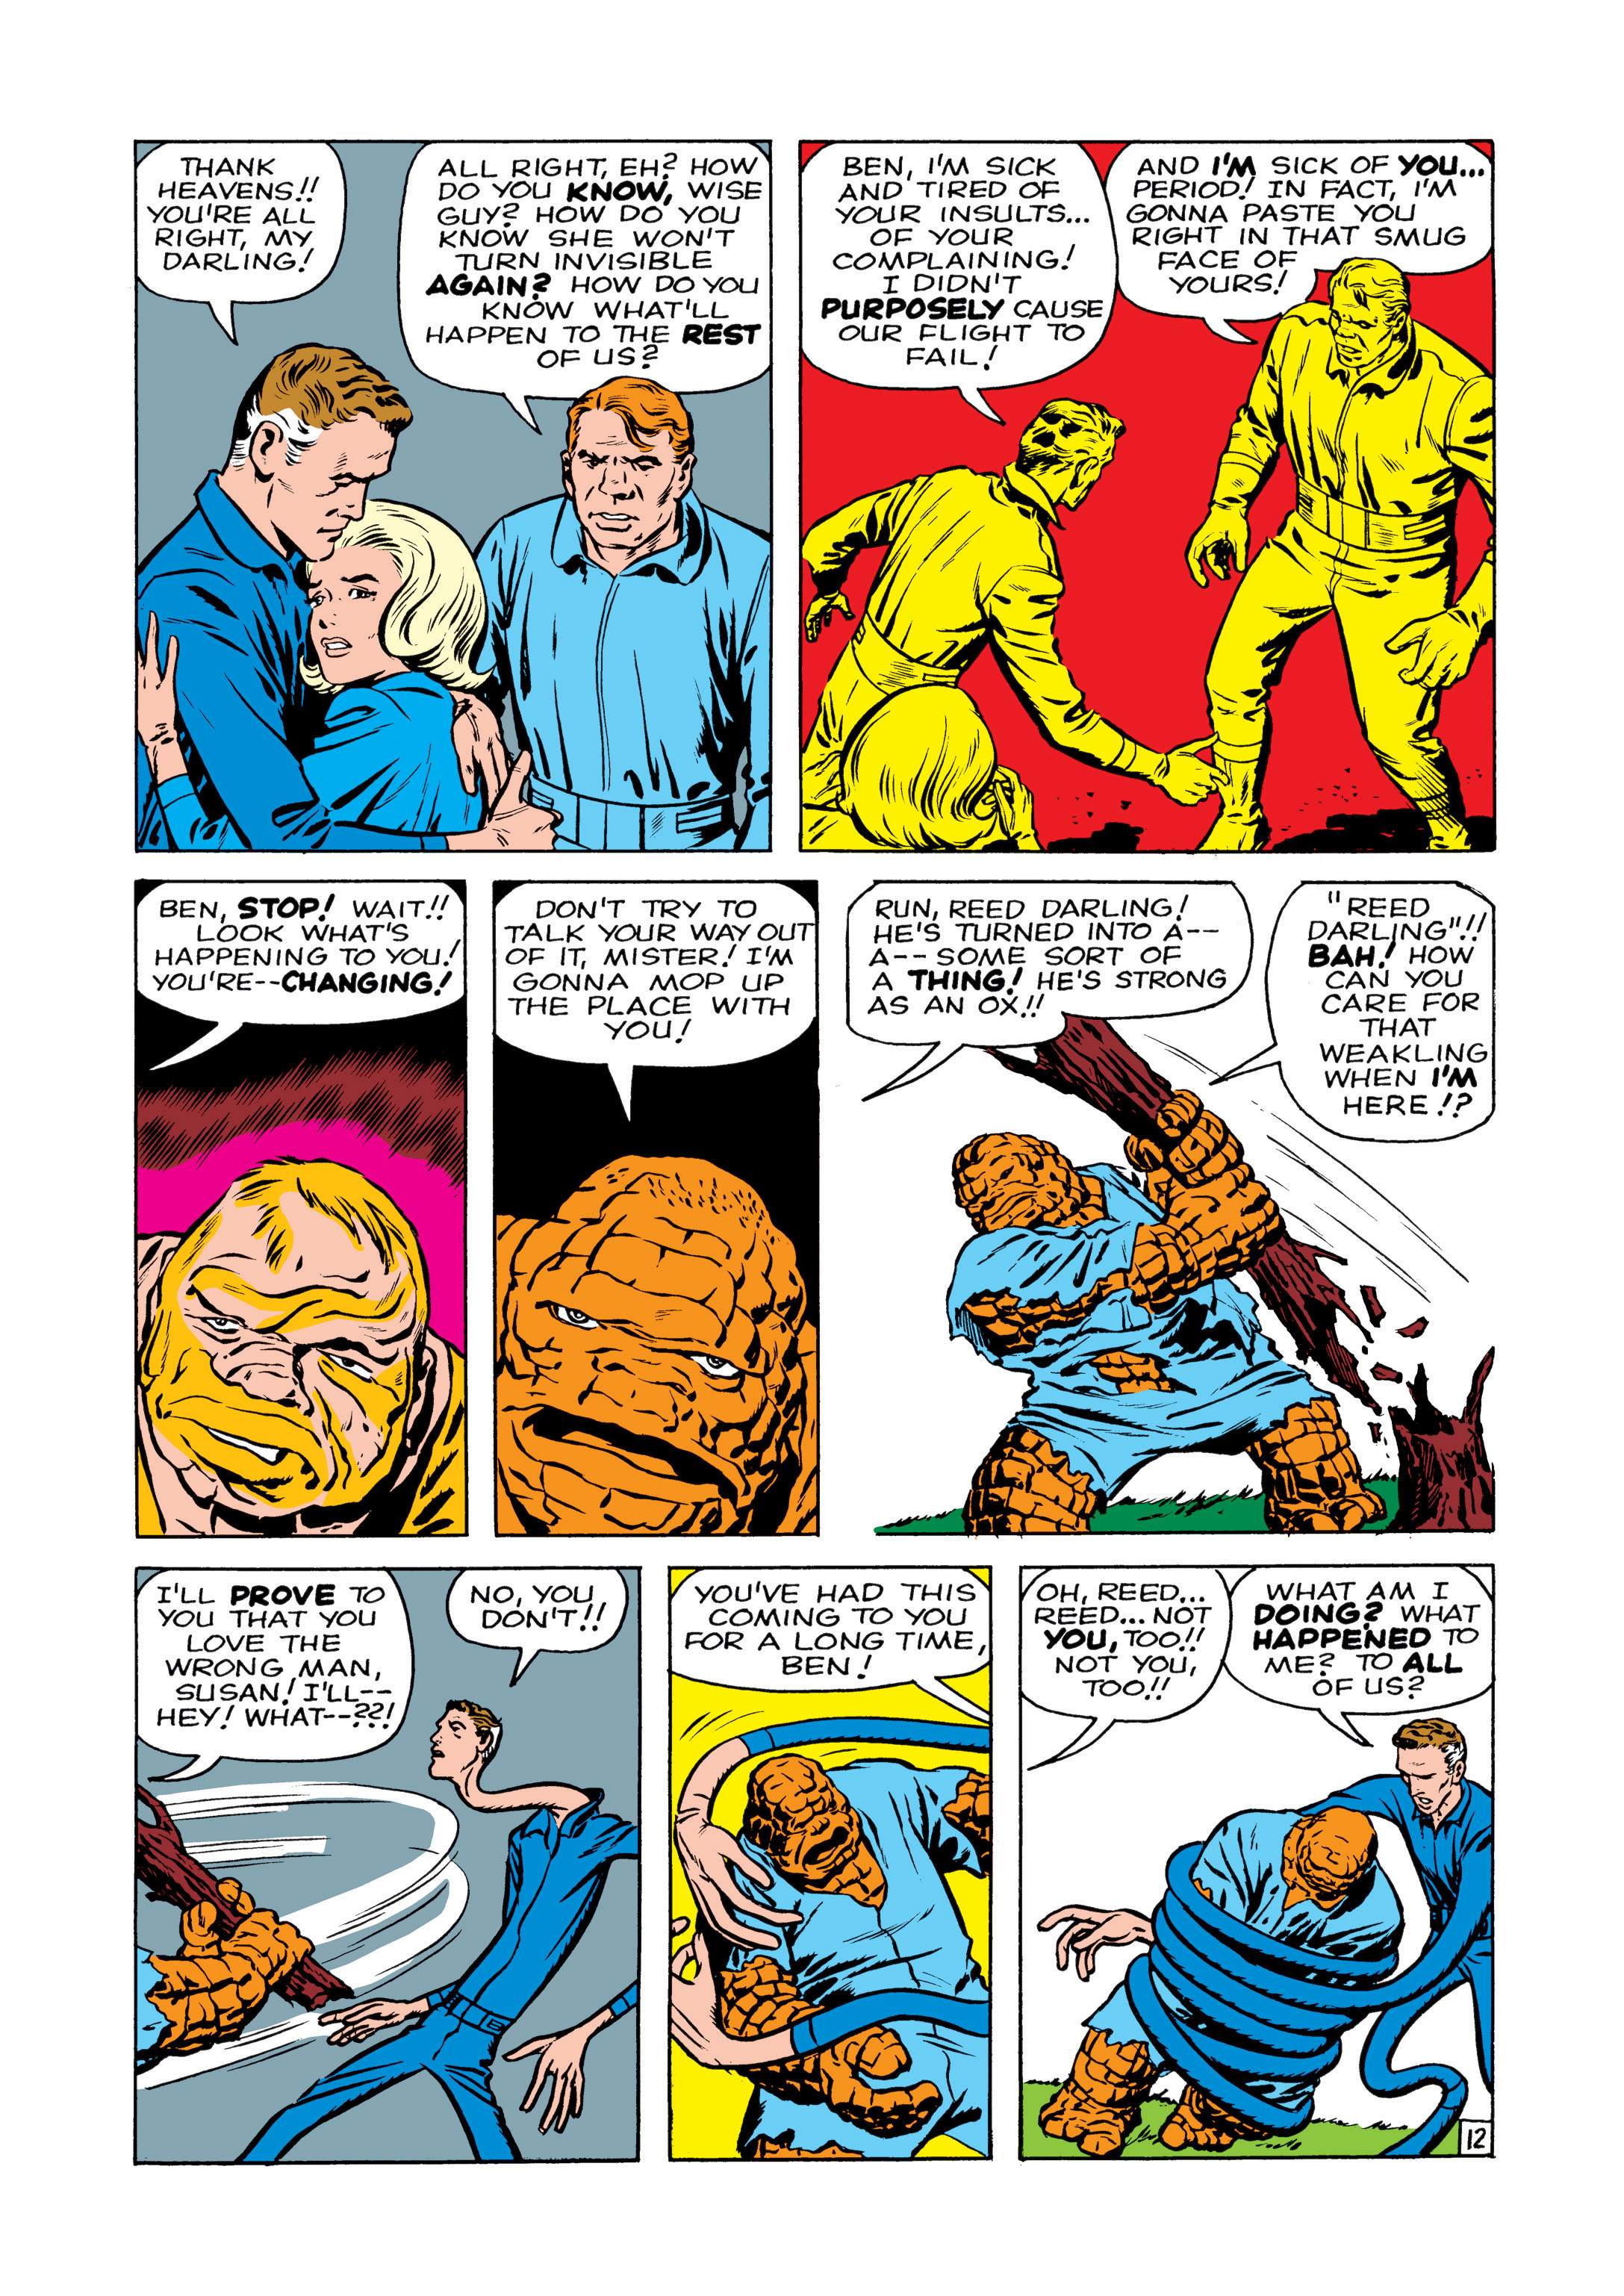 THANK
HEAVENS!!
YOU'RE ALL
RIGHT, MY
DARLING!
ALL RIGHT, EH? HOW
DO YOU KNOW, WISE
GUY? HOW DO YOU
KNOW SHE WON'T
TURN INVISIBLE
AGAIN? HOW DO YOU
KNOW WHAT'LL
HAPPEN TO THE REST
OF US?
BEN, I'M SICK
AND TIRED OF
YOUR INSULTS...
OF YOUR
COMPLAINING!
I DIDN'T
PURPOSELY CAUSE
OUR FLIGHT TO
FAIL!
AND I'M SICK OF YOU...
PERIOD! IN FACT, I'M
GONNA PASTE YOU
RIGHT IN THAT SMUG
FACE OF
YOURS!
BEN, STOP! WAIT!!
LOOK WHAT'S
HAPPENING TO YOU!
YOU'RE--CHANGING!
DON'T TRY TO
TALK YOUR WAY OUT
OF IT, MISTER! I'M
GONNA MOP UP
THE PLACE WITH
YOU!
RUN, REED DARLING!
HE'S TURNED INTO A--
A--SOME SORT OF
A THING! HE'S STRONG
AS AN OX!!
"REED
DARLING"!!
BAH! HOW
CAN YOU
CARE FOR
THAT
WEAKLING
WHEN I'M
HERE!?
I'LL PROVE TO
YOU THAT YOU
LOVE THE
WRONG MAN,
SUSAN! I'LL--
HEY! WHAT--??!
NO, YOU
DON'T!!
YOU'VE HAD THIS
COMING TO YOU
FOR A LONG TIME,
BEN!
OH, REED...
REED... NOT
YOU, TOO!!
NOT YOU,
TOO!!
WHAT AM I
DOING? WHAT
HAPPENED TO
ME? TO ALL
OF US?
12